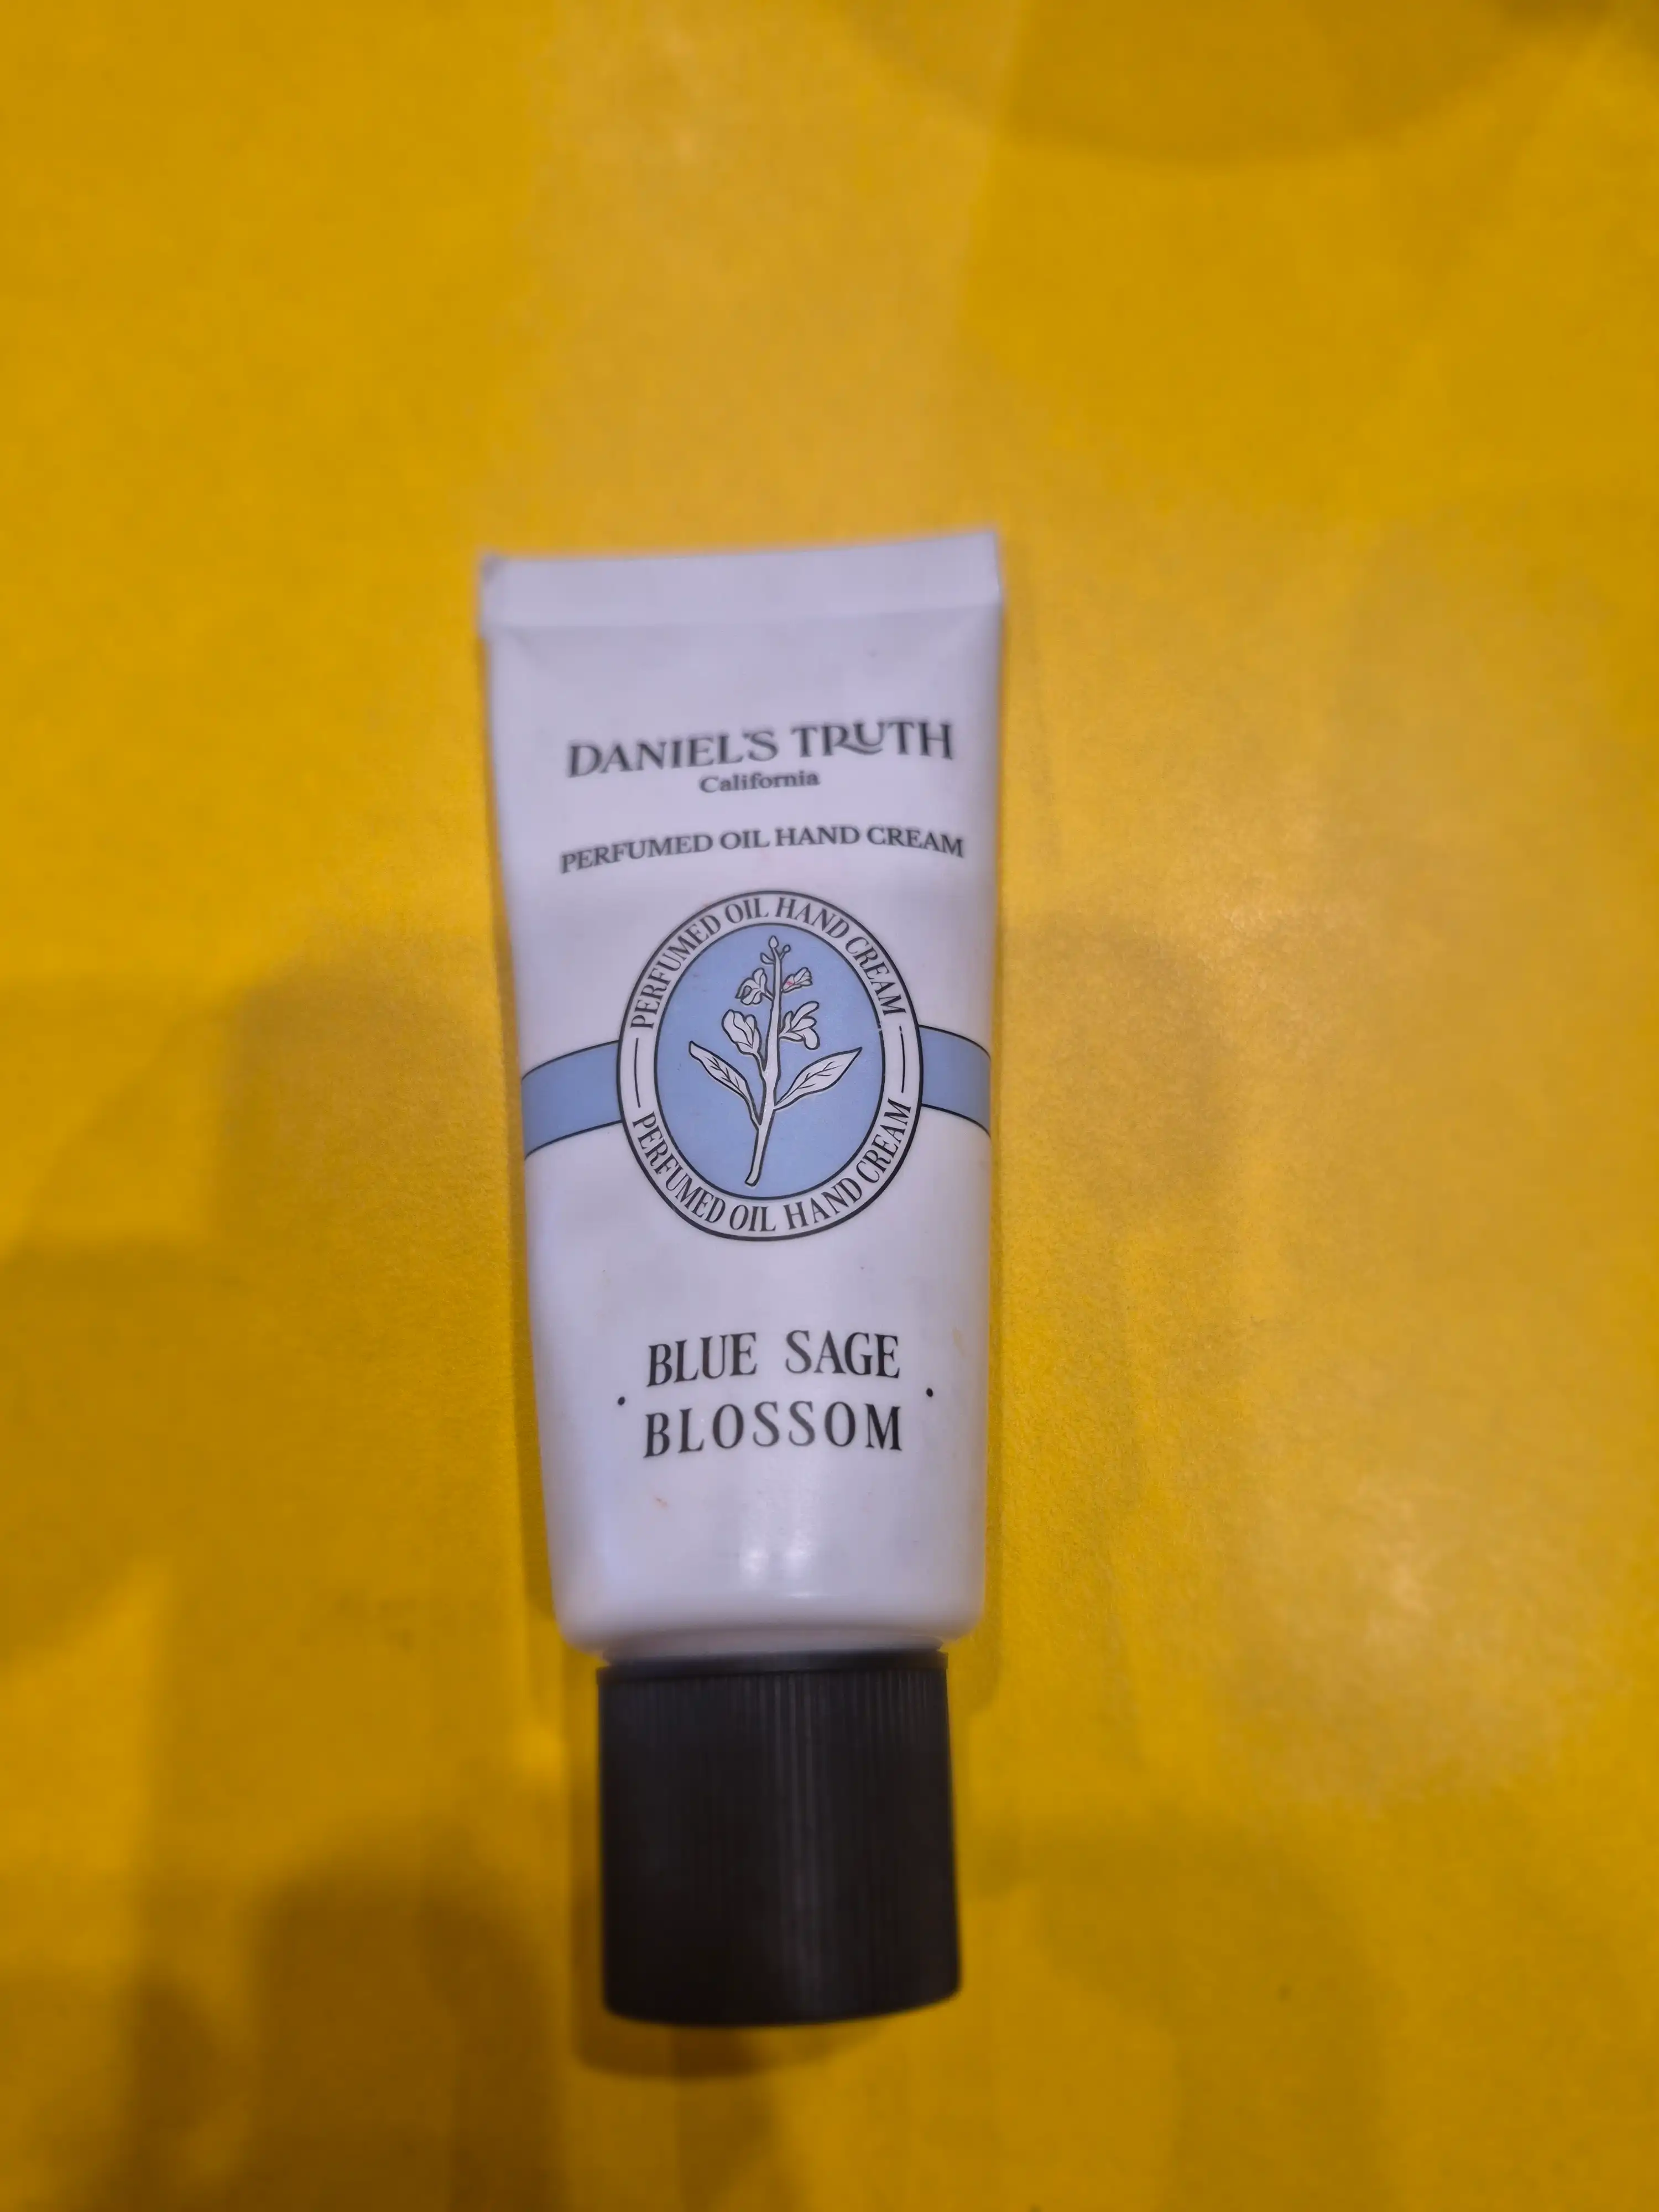 DANIEL'S TRUTH
California
PERFUMED OIL HAND CREAM
PERFUMED OIL HAND CREAM
PERFUMED OIL HAND CREAM
BLUE SAGE
· BLOSSOM ·